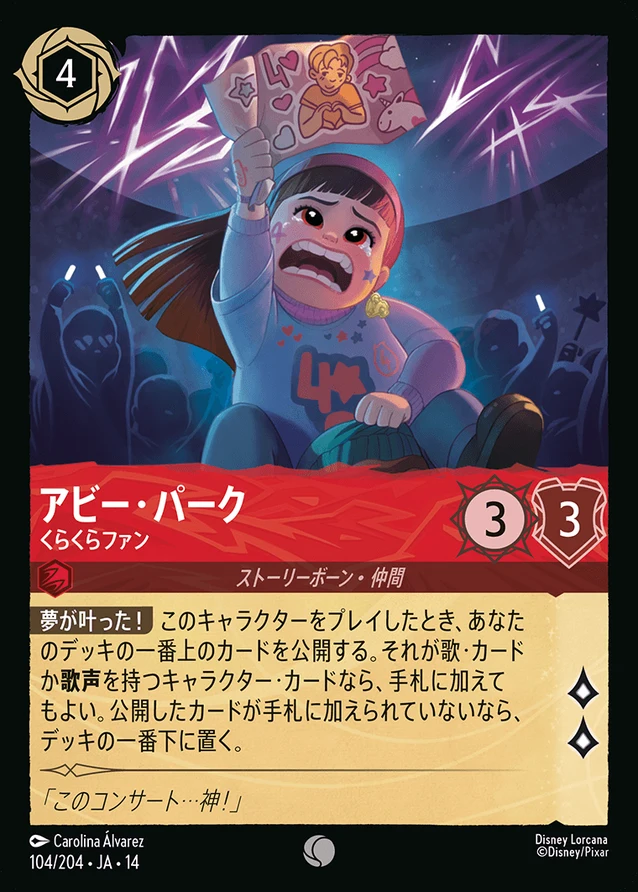 4
4
4
アビー・パーク
くらくらファン
3
3
ストーリーボーン・仲間
夢が叶った! このキャラクターをプレイしたとき、あなた
のデッキの一番上のカードを公開する。それが歌・カード
か歌声を持つキャラクター・カードなら、手札に加えて
もよい。公開したカードが手札に加えられていないなら、
デッキの一番下に置く。
「このコンサート…神!」
Carolina Álvarez
104/204・JA・14
Disney Lorcana
©Disney/Pixar